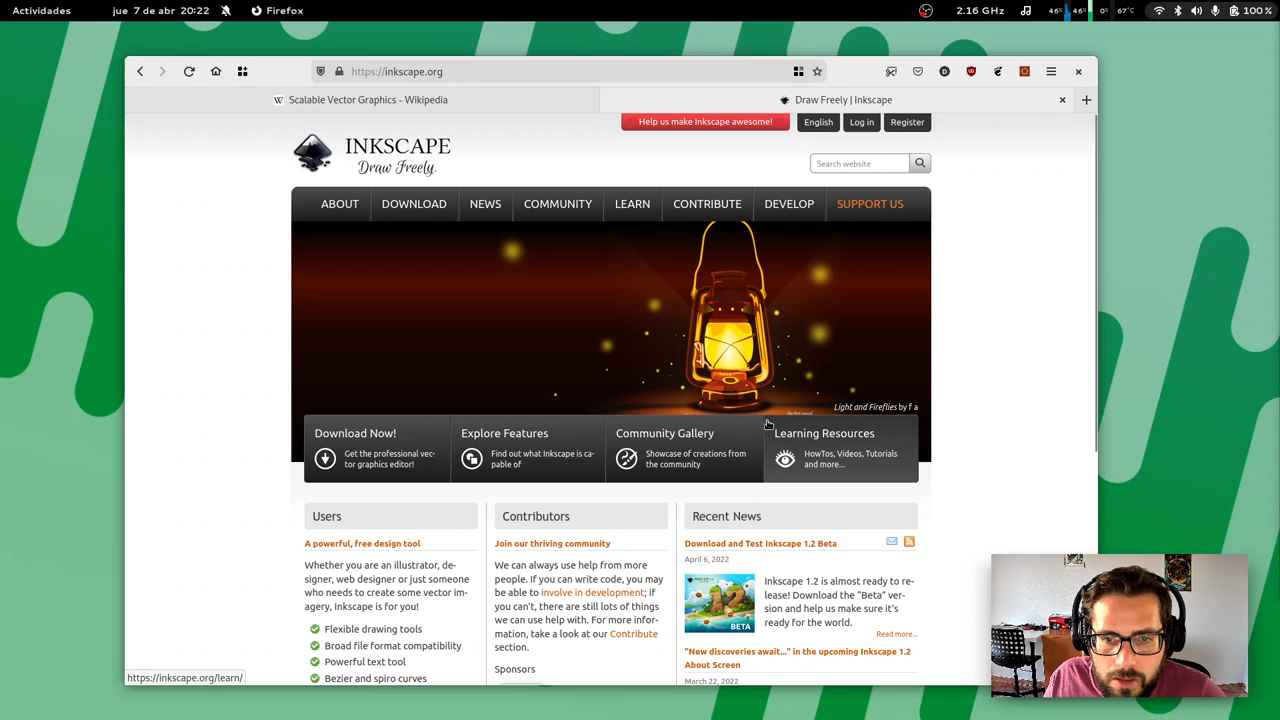 Actividades
jue 7 de abr 20:22
Firefox
2.16 GHz
46%
46%
0%
67°C
100 %
https://inkscape.org
Scalable Vector Graphics - Wikipedia
Draw Freely | Inkscape
Help us make Inkscape awesome!
English
Log in
Register
INKSCAPE
Draw Freely.
Search website
ABOUT
DOWNLOAD
NEWS
COMMUNITY
LEARN
CONTRIBUTE
DEVELOP
SUPPORT US
Light and Fireflies by f a
Download Now!
Get the professional vec-
tor graphics editor!
Explore Features
Find out what Inkscape is ca-
pable of
Community Gallery
Showcase of creations from
the community
Learning Resources
HowTos, Videos, Tutorials
and more...
Users
A powerful, free design tool
Whether you are an illustrator, de-
signer, web designer or just someone
who needs to create some vector im-
agery, Inkscape is for you!
Flexible drawing tools
Broad file format compatibility
Powerful text tool
Bezier and spiro curves
Contributors
Join our thriving community
We can always use help from more
people. If you can write code, you may
be able to involve in development; if
you can't, there are still lots of things
we can use help with. For more infor-
mation, take a look at our Contribute
section.
Sponsors
Recent News
Download and Test Inkscape 1.2 Beta
April 6, 2022
Inkscape 1.2 is almost ready to re-
lease! Download the "Beta" ver-
sion and help us make sure it's
ready for the world.
BETA
Read more...
"New discoveries await..." in the upcoming Inkscape 1.2
About Screen
March 22, 2022
https://inkscape.org/learn/